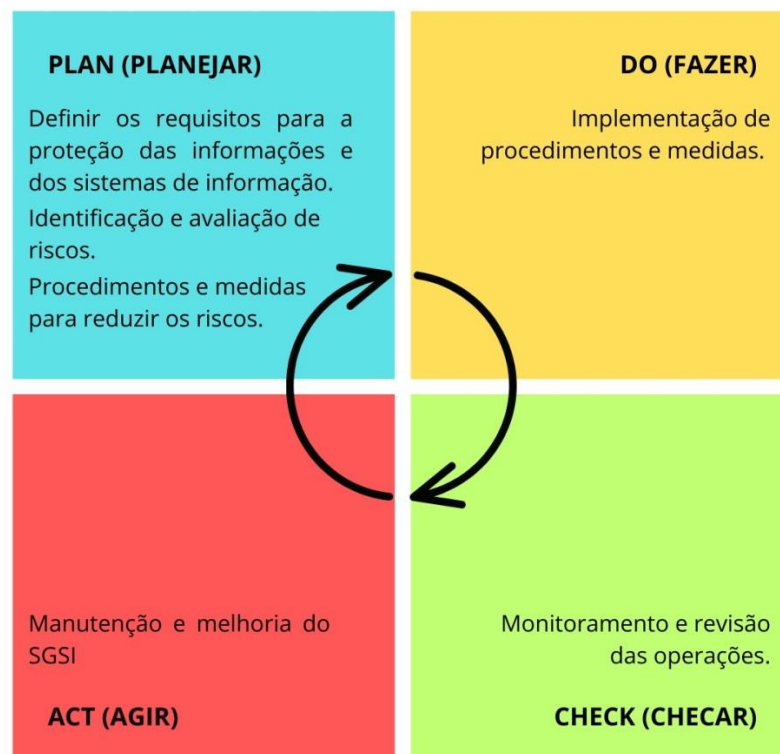 PLAN (PLANEJAR)
Definir os requisitos para a
proteção das informações e
dos sistemas de informação.
Identificação e avaliação de
riscos.
Procedimentos e medidas
para reduzir os riscos.
DO (FAZER)
Implementação de
procedimentos e medidas.
Manutenção e melhoria do
SGSI
ACT (AGIR)
Monitoramento e revisão
das operações.
CHECK (CHECAR)